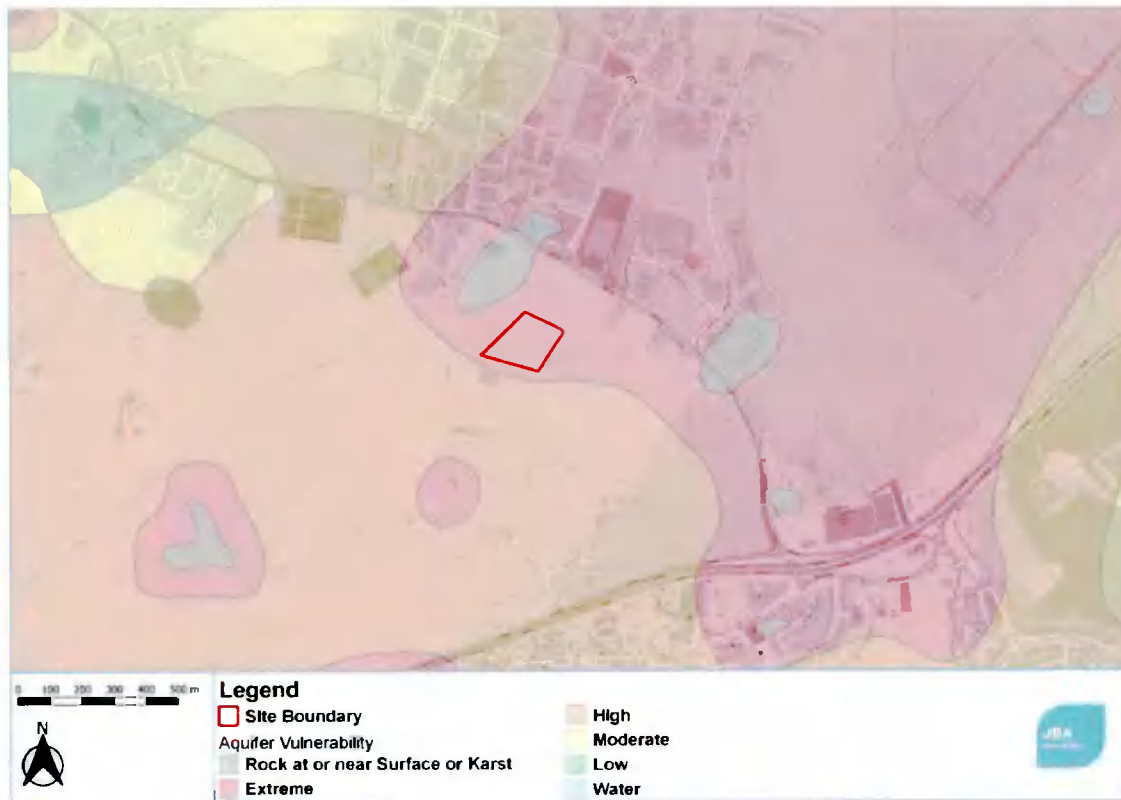 0 100 200 300 400 500 m
N
Legend
Site Boundary
Aquifer Vulnerability
Rock at or near Surface or Karst
Extreme
High
Moderate
Low
Water
JBA